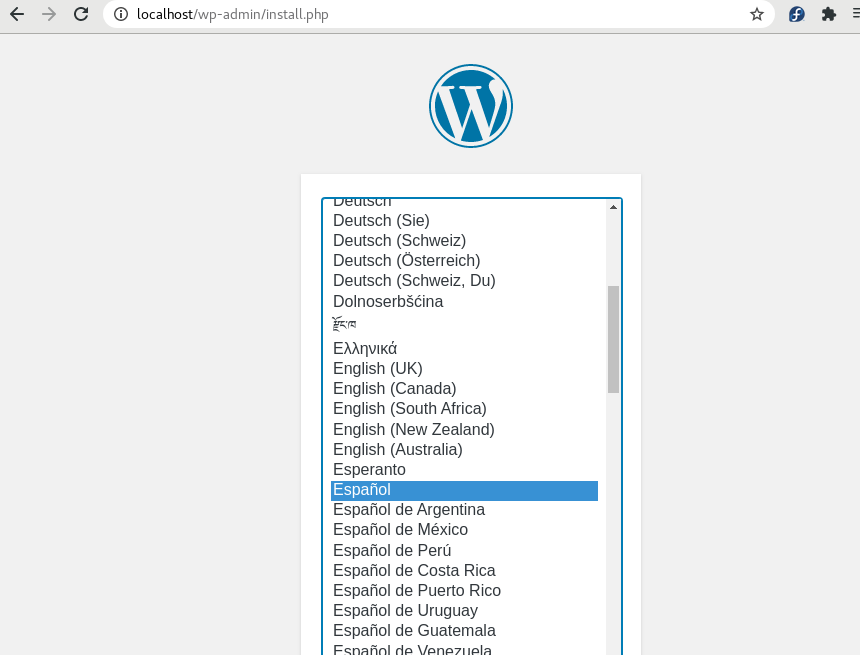 localhost/wp-admin/install.php
Deutsch
Deutsch (Sie)
Deutsch (Schweiz)
Deutsch (Österreich)
Deutsch (Schweiz, Du)
Dolnoserbšćina
རྫོང་ཁ
Ελληνικά
English (UK)
English (Canada)
English (South Africa)
English (New Zealand)
English (Australia)
Esperanto
Español
Español de Argentina
Español de México
Español de Perú
Español de Costa Rica
Español de Puerto Rico
Español de Uruguay
Español de Guatemala
Español de Venezuela